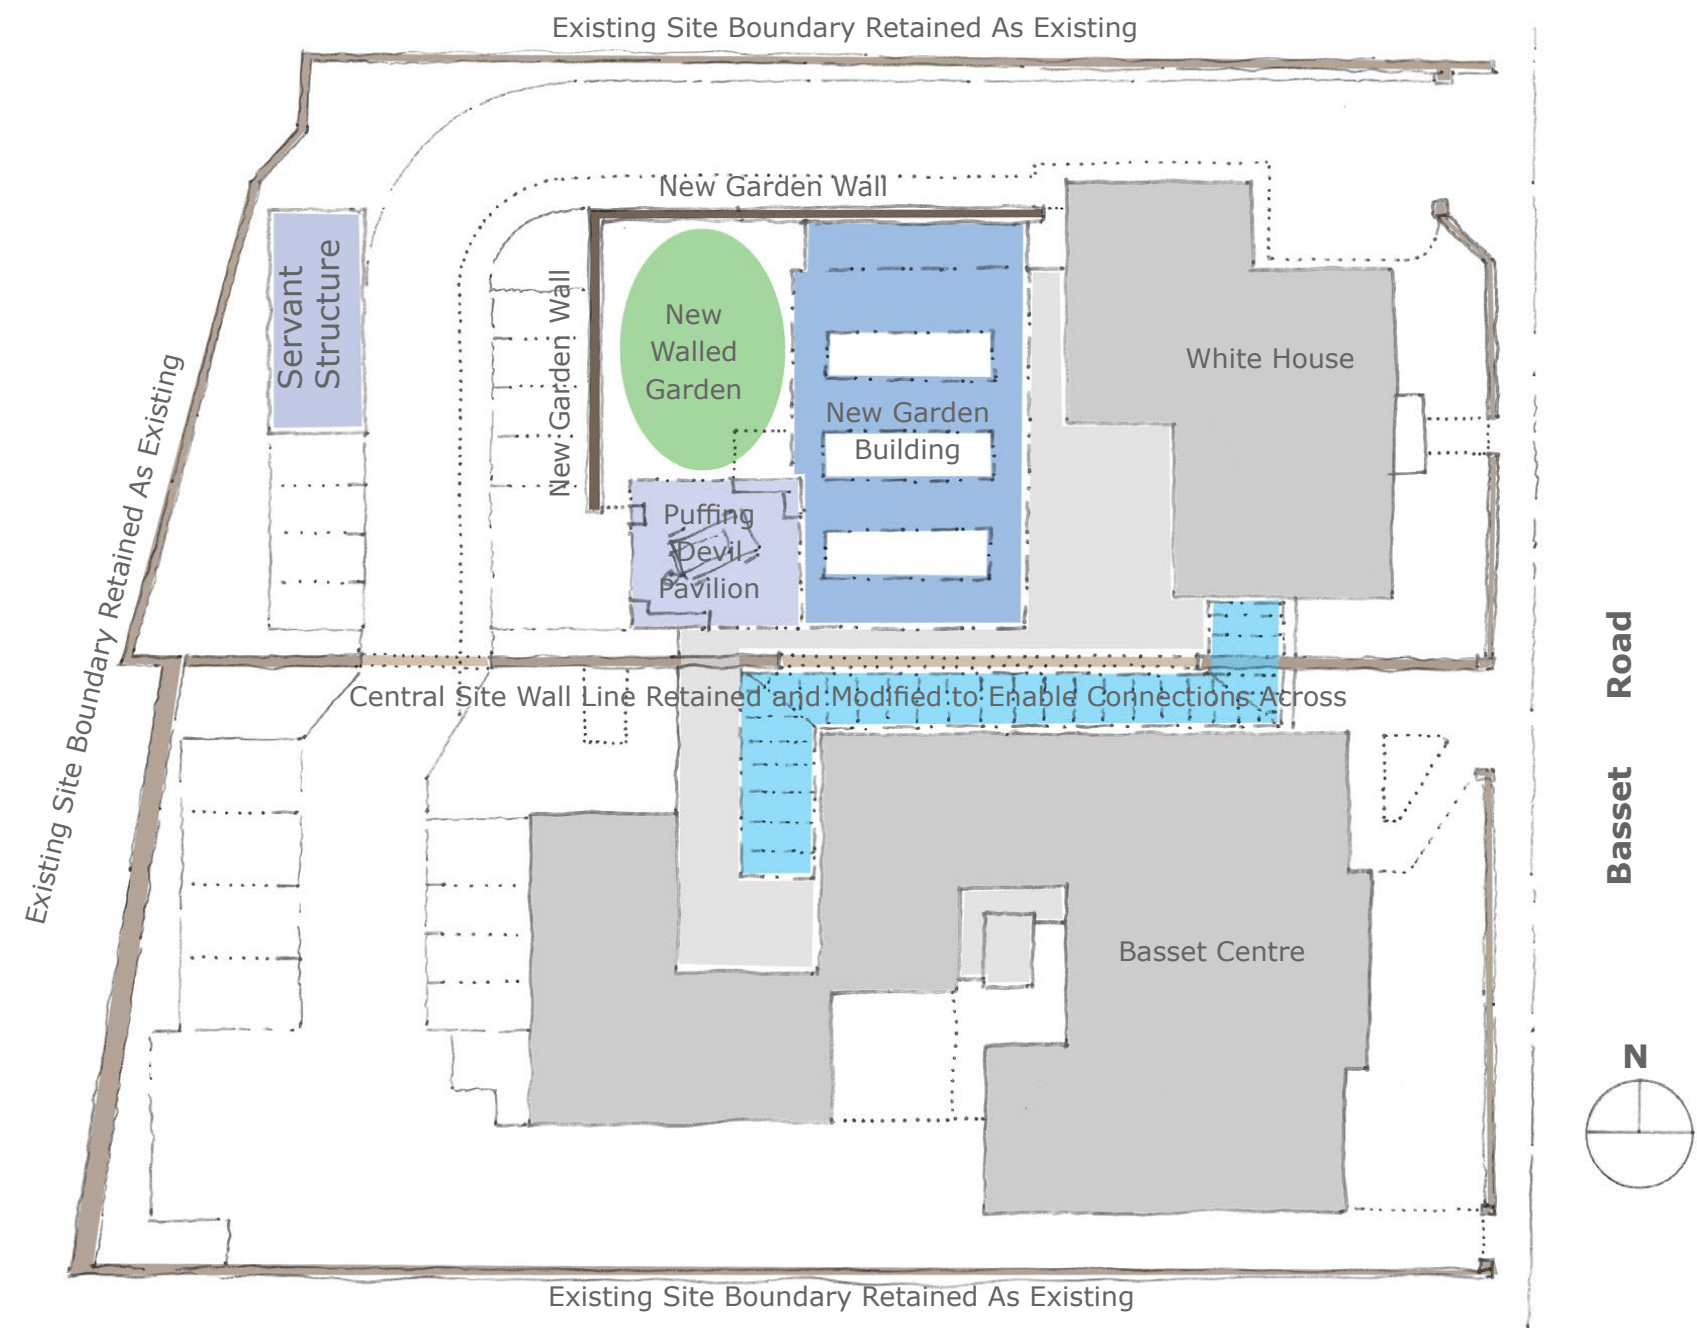 Existing Site Boundary Retained As Existing
New Garden Wall
Servant
Structure
New Garden Wall
New
Walled
Garden
White House
New Garden
Building
Existing Site Boundary Retained As Existing
Puffing
Devil
Pavilion
Central Site Wall Line Retained and Modified to Enable Connections Across
Basset Road
Basset Centre
N
Existing Site Boundary Retained As Existing